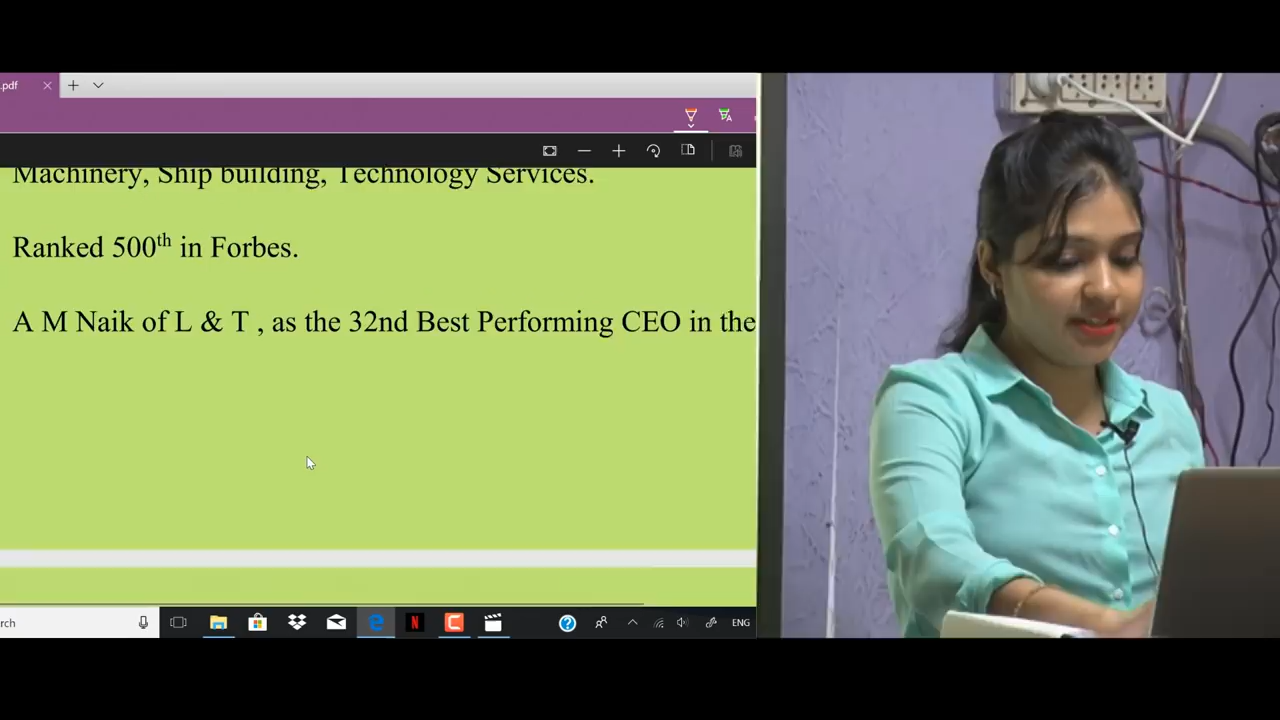 .pdf
Machinery, Ship building, Technology Services.
Ranked 500th in Forbes.
A M Naik of L & T , as the 32nd Best Performing CEO in the
rch
N
ENG